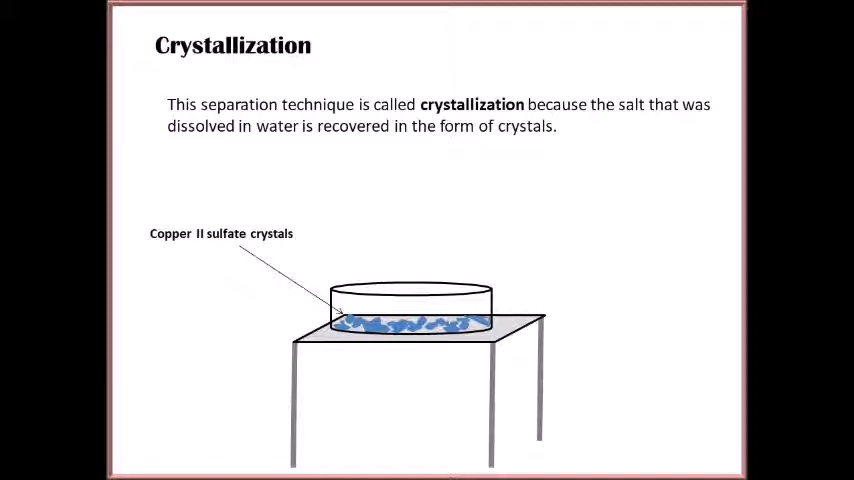 Crystallization
This separation technique is called crystallization because the salt that was
dissolved in water is recovered in the form of crystals.
Copper II sulfate crystals